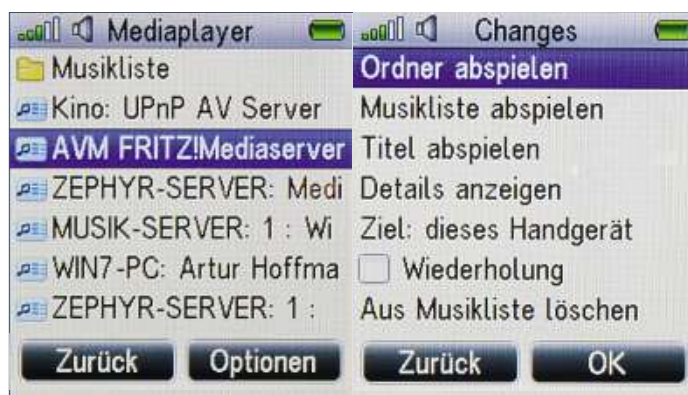 Mediaplayer
Musikliste
Kino: UPnP AV Server
AVM FRITZ!Mediaserver
ZEPHYR-SERVER: Medi
MUSIK-SERVER: 1 : Wi
WIN7-PC: Artur Hoffma
ZEPHYR-SERVER: 1 :
Zurück Optionen
Changes
Ordner abspielen
Musikliste abspielen
Titel abspielen
Details anzeigen
Ziel: dieses Handgerät
Wiederholung
Aus Musikliste löschen
Zurück OK